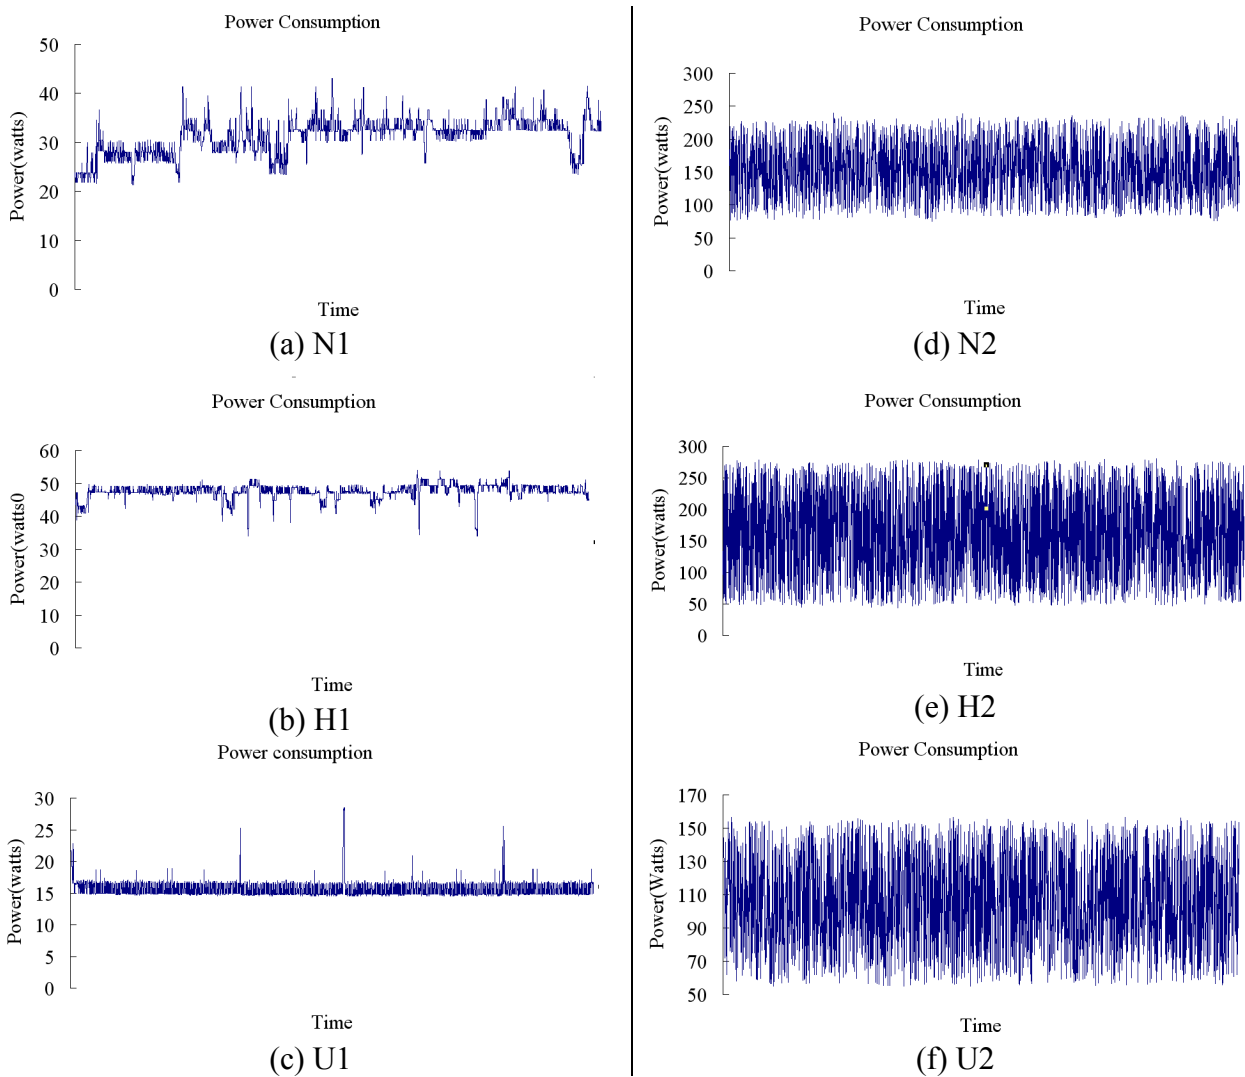 Power Consumption
50
40
30
20
10
0
Power(watts)
Time
(a) N1
Power Consumption
60
50
40
30
20
10
0
Power(watts0
Time
(b) H1
Power consumption
30
25
20
15
10
5
0
Power(watts)
Time
(c) U1
Power Consumption
300
250
200
150
100
50
0
Power(watts)
Time
(d) N2
Power Consumption
300
250
200
150
100
50
0
Power(watts)
Time
(e) H2
Power Consumption
170
150
130
110
90
70
50
Power(Watts)
Time
(f) U2